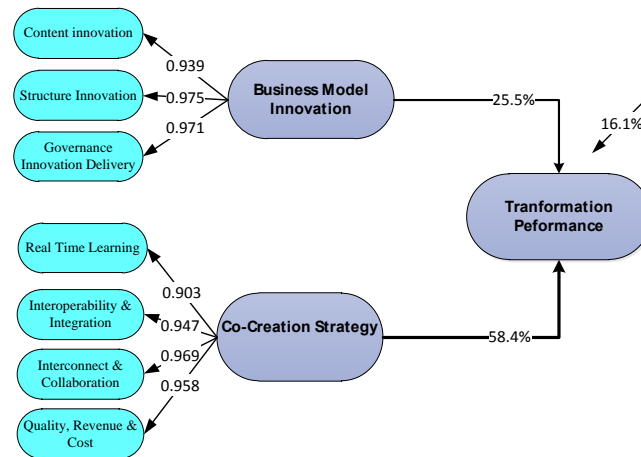 Content innovation
0.939
Structure Innovation
0.975
Governance
Innovation Delivery
0.971
Business Model
Innovation
25.5%
16.1%
Tranformation
Peformance
Real Time Learning
0.903
Interoperability &
Integration
0.947
Interconnect &
Collaboration
0.969
Quality, Revenue &
Cost
0.958
Co-Creation Strategy
58.4%